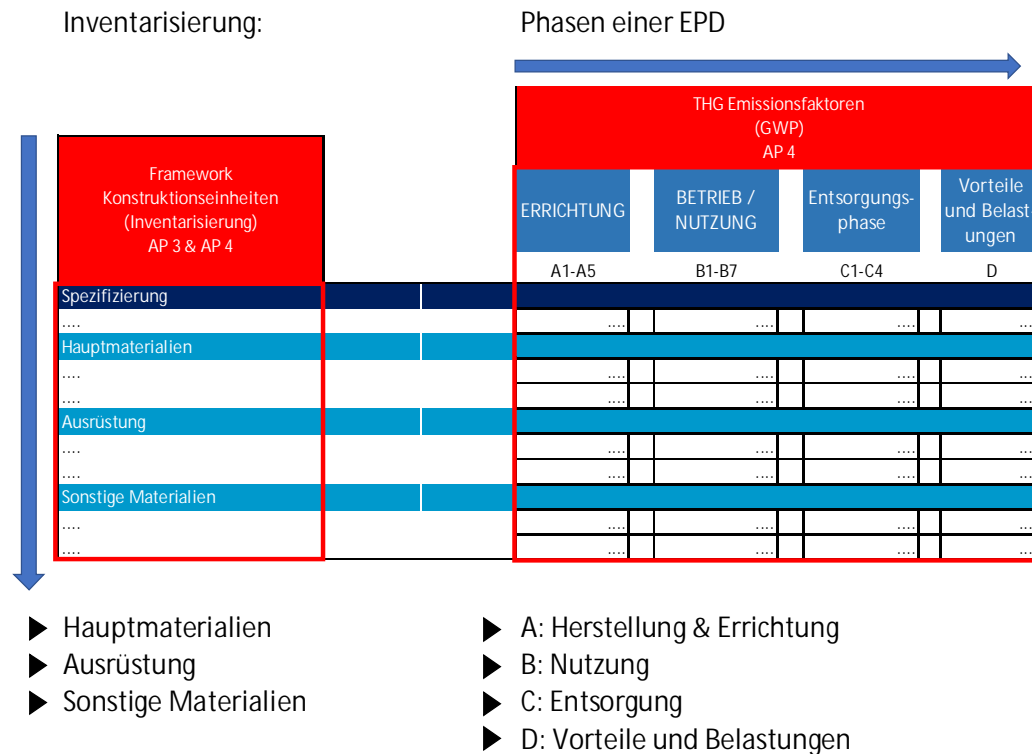 Inventarisierung:
Phasen einer EPD
THG Emissionsfaktoren
(GWP)
AP 4
Framework
Konstruktionseinheiten
(Inventarisierung)
AP 3 & AP 4
ERRICHTUNG
BETRIEB /
NUTZUNG
Entsorgungs-
phase
Vorteile
und Belast
ungen
A1-A5 B1-B7 C1-C4 D
Spezifizierung
.... .... .... .... ...
Hauptmaterialien
.... .... .... .... ...
.... .... .... .... ...
Ausrüstung
.... .... .... .... ...
.... .... .... .... ...
Sonstige Materialien
.... .... .... .... ...
.... .... .... .... ...
Hauptmaterialien
Ausrüstung
Sonstige Materialien
A: Herstellung & Errichtung
B: Nutzung
C: Entsorgung
D: Vorteile und Belastungen